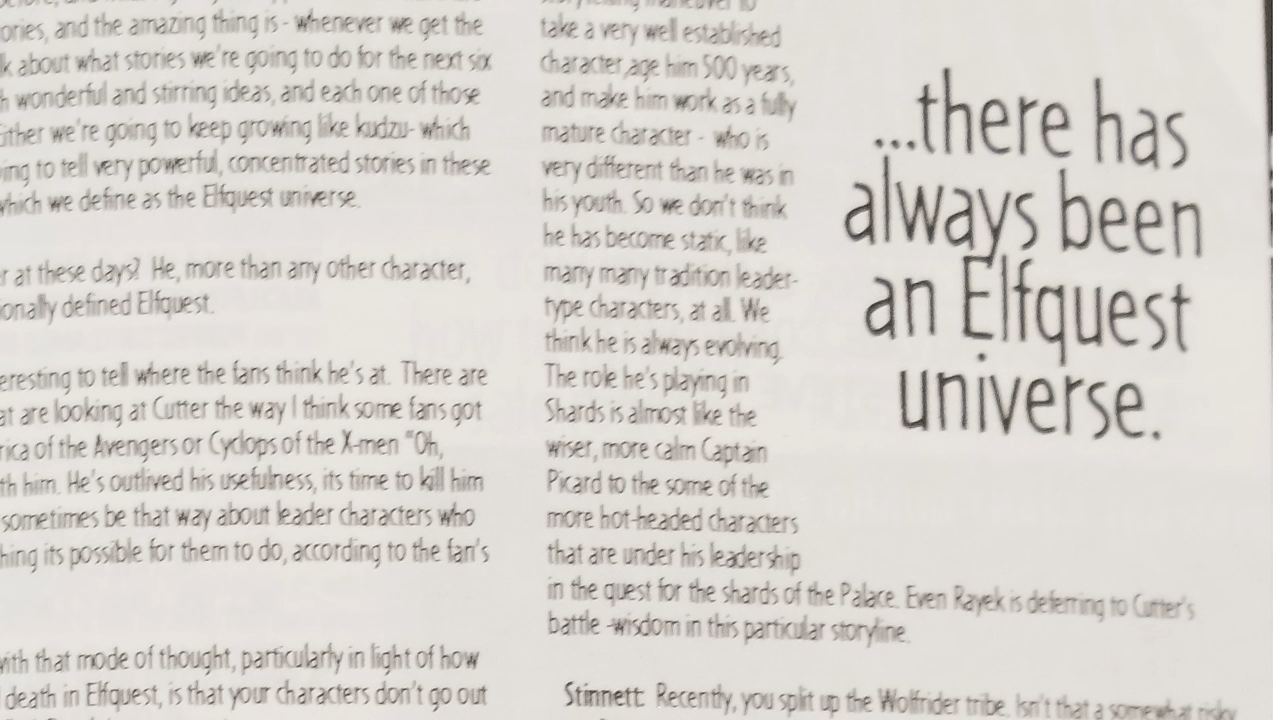 ories, and the amazing thing is - whenever we get the
k about what stories we're going to do for the next six
h wonderful and stirring ideas, and each one of those
ither we're going to keep growing like kudzu- which
ing to tell very powerful, concentrated stories in these
which we define as the Elfquest universe.
r at these days? He, more than any other character,
ionally defined Elfquest.
eresting to tell where the fans think he's at. There are
at are looking at Cutter the way I think some fans got
rica of the Avengers or Cyclops of the X-men "Oh,
th him. He's outlived his usefulness, its time to kill him
sometimes be that way about leader characters who
hing its possible for them to do, according to the fan's
with that mode of thought, particularly in light of how
death in Elfquest, is that your characters don't go out
take a very well established
character, age him 500 years,
and make him work as a fully
mature character - who is
very different than he was in
his youth. So we don't think
he has become static, like
many many tradition leader-
type characters, at all. We
think he is always evolving.
The role he's playing in
Shards is almost like the
wiser, more calm Captain
Picard to the some of the
more hot-headed characters
that are under his leadership
in the quest for the shards of the Palace. Even Rayek is deferring to Cutter's
battle -wisdom in this particular storyline.
Stinnett: Recently, you split up the Wolfrider tribe. Isn't that a somewhat risky
...there has
always been
an Elfquest
universe.